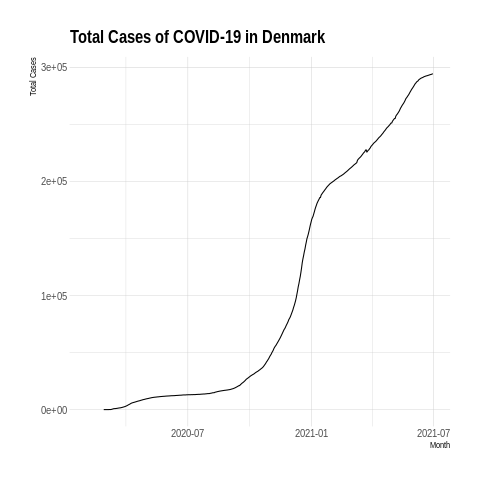 Total Cases of COVID-19 in Denmark
Total Cases
3e+05
2e+05
1e+05
0e+00
2020-07
2021-01
2021-07
Month